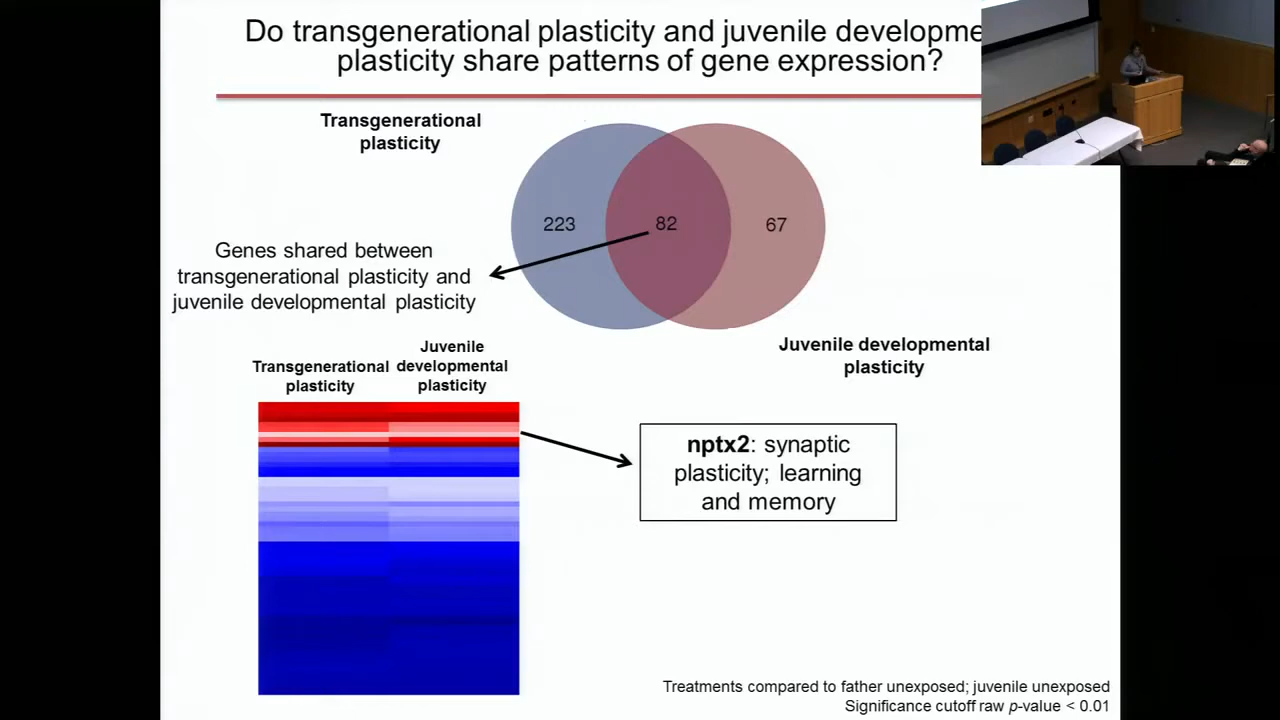 Do transgenerational plasticity and juvenile developme
plasticity share patterns of gene expression?
Transgenerational
plasticity
223
82
67
Genes shared between
transgenerational plasticity and
juvenile developmental plasticity
Juvenile developmental
plasticity
Transgenerational
plasticity
Juvenile
developmental
plasticity
nptx2: synaptic
plasticity; learning
and memory
Treatments compared to father unexposed; juvenile unexposed
Significance cutoff raw p-value < 0.01